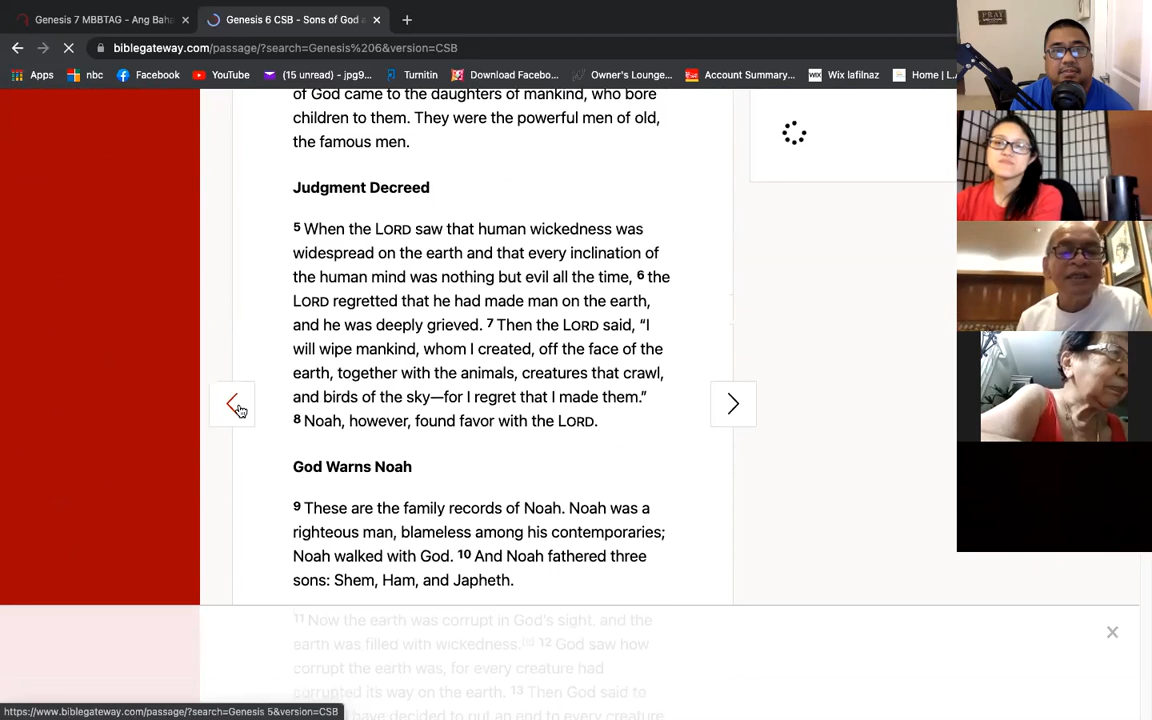 Genesis 7 MBBTAG - Ang Baha
Genesis 6 CSB - Sons of God a
biblegateway.com/passage/?search=Genesis%206&version=CSB
Apps
nbc
Facebook
YouTube
(15 unread) - jpg9...
Turnitin
Download Facebo...
Owner's Lounge...
Account Summary...
WIX Wix lafilnaz
Home | L.
PRAY
of God came to the daughters of mankind, who bore
children to them. They were the powerful men of old,
the famous men.
Judgment Decreed
5 When the LORD saw that human wickedness was
widespread on the earth and that every inclination of
the human mind was nothing but evil all the time, 6 the
LORD regretted that he had made man on the earth,
and he was deeply grieved. 7 Then the LORD said, “I
will wipe mankind, whom I created, off the face of the
earth, together with the animals, creatures that crawl,
and birds of the sky—for I regret that I made them.”
8 Noah, however, found favor with the LORD.
God Warns Noah
9 These are the family records of Noah. Noah was a
righteous man, blameless among his contemporaries;
Noah walked with God. 10 And Noah fathered three
sons: Shem, Ham, and Japheth.
11 Now the earth was corrupt in God's sight, and the
earth was filled with wickedness. 12 God saw how
corrupt the earth was, for every creature had
corrupted its way on the earth. 13 Then God said to
have decided to put an end to every creature
https://www.biblegateway.com/passage/?search=Genesis 5&version=CSB